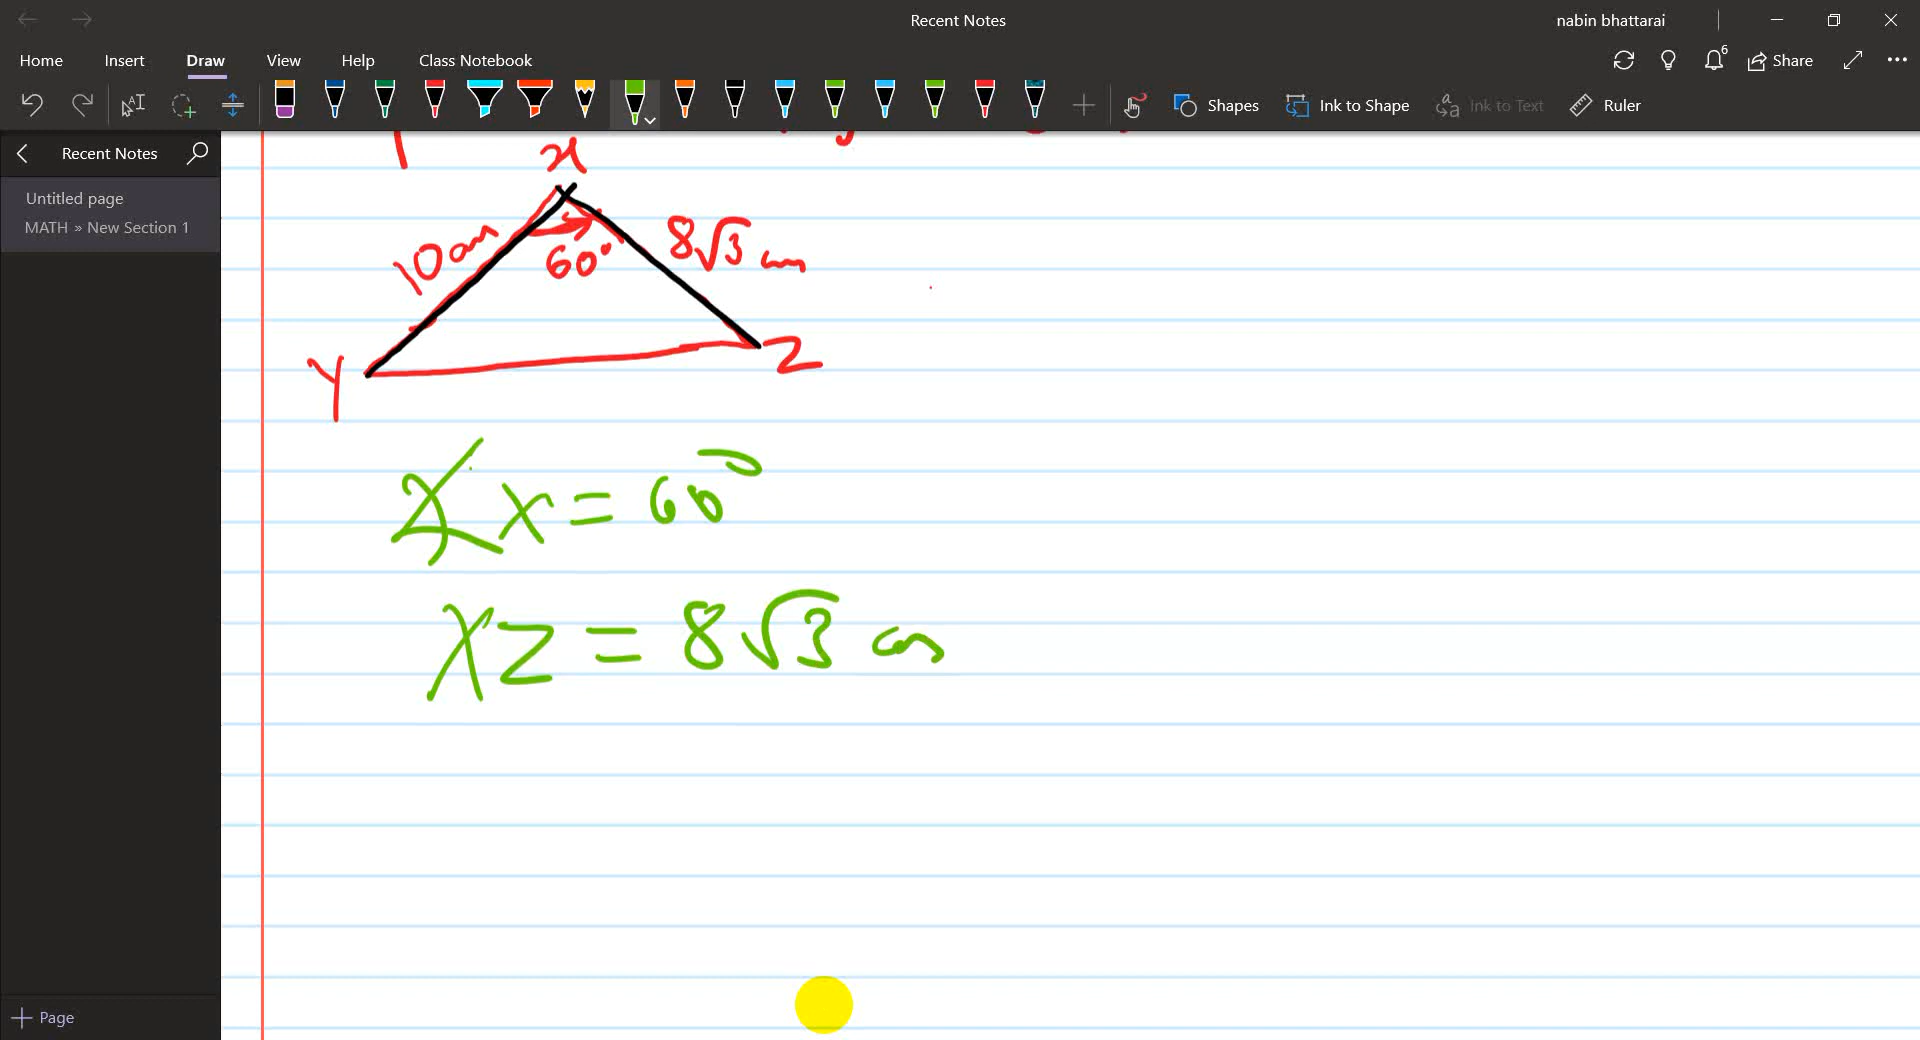 Recent Notes
nabin bhattarai
Home Insert Draw View Help Class Notebook
6
Share
Shapes Ink to Shape Ink to Text Ruler
Recent Notes
Untitled page
MATH » New Section 1
x
10cm
60°
8√3 cm
Y
Z
∡x = 60°
XZ = 8√3 cm
Page